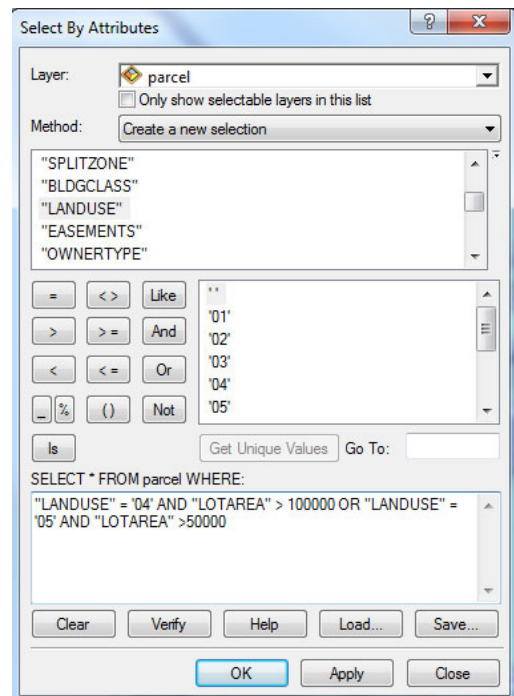 Select By Attributes
Layer: parcel
Only show selectable layers in this list
Method: Create a new selection
"SPLITZONE"
"BLDGCLASS"
"LANDUSE"
"EASEMENTS"
"OWNERTYPE"
= <> Like ' '
> >= And '01'
'02'
< <= Or '03'
'04'
_ % () Not '05'
Is Get Unique Values Go To:
SELECT * FROM parcel WHERE:
"LANDUSE" = '04' AND "LOTAREA" > 100000 OR "LANDUSE" =
'05' AND "LOTAREA" >50000
Clear Verify Help Load... Save...
OK Apply Close